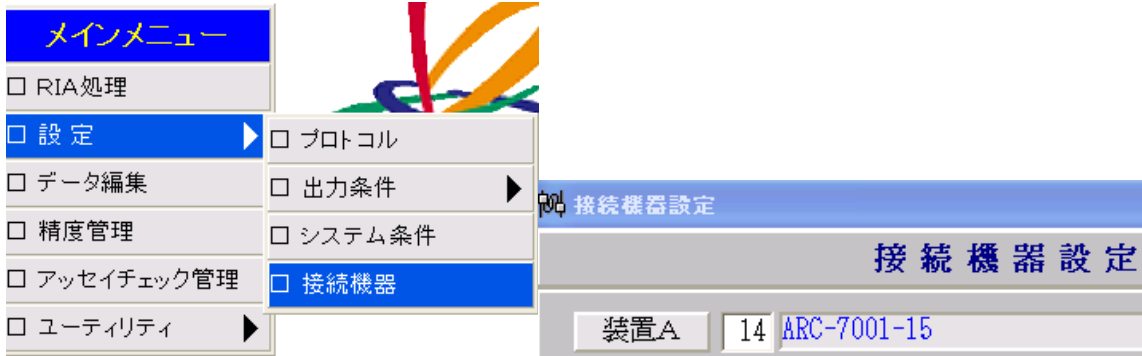 メインメニュー
□ RIA処理
□ 設 定
□ データ編集
□ 精度管理
□ アッセイチェック管理
□ ユーティリティ
□ プロトコル
□ 出力条件
□ システム条件
□ 接続機器
接続機器設定
接 続 機 器 設 定
装置A 14 ARC-7001-15